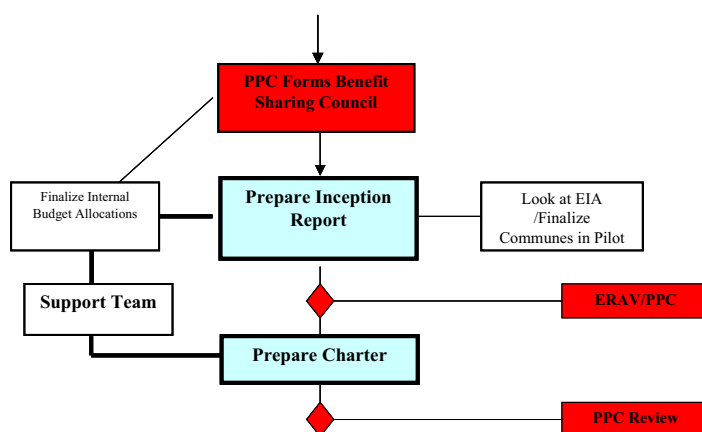 PPC Forms Benefit
Sharing Council
Finalize Internal
Budget Allocations
Prepare Inception
Report
Look at EIA
/Finalize
Communes in Pilot
Support Team
ERAV/PPC
Prepare Charter
PPC Review